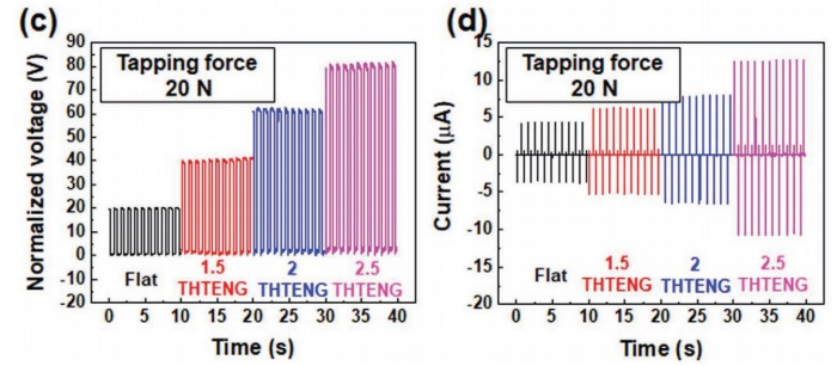 (c)
90
80
70
60
50
40
30
20
10
0
-10
-20
Normalized voltage (V)
Tapping force
20 N
Flat
1.5
THTENG
2
THTENG
2.5
THTENG
0 5 10 15 20 25 30 35 40
Time (s)
(d)
15
10
5
0
-5
-10
-15
-20
Current (μA)
Tapping force
20 N
Flat
1.5
THTENG
2
THTENG
2.5
THTENG
0 5 10 15 20 25 30 35 40
Time (s)